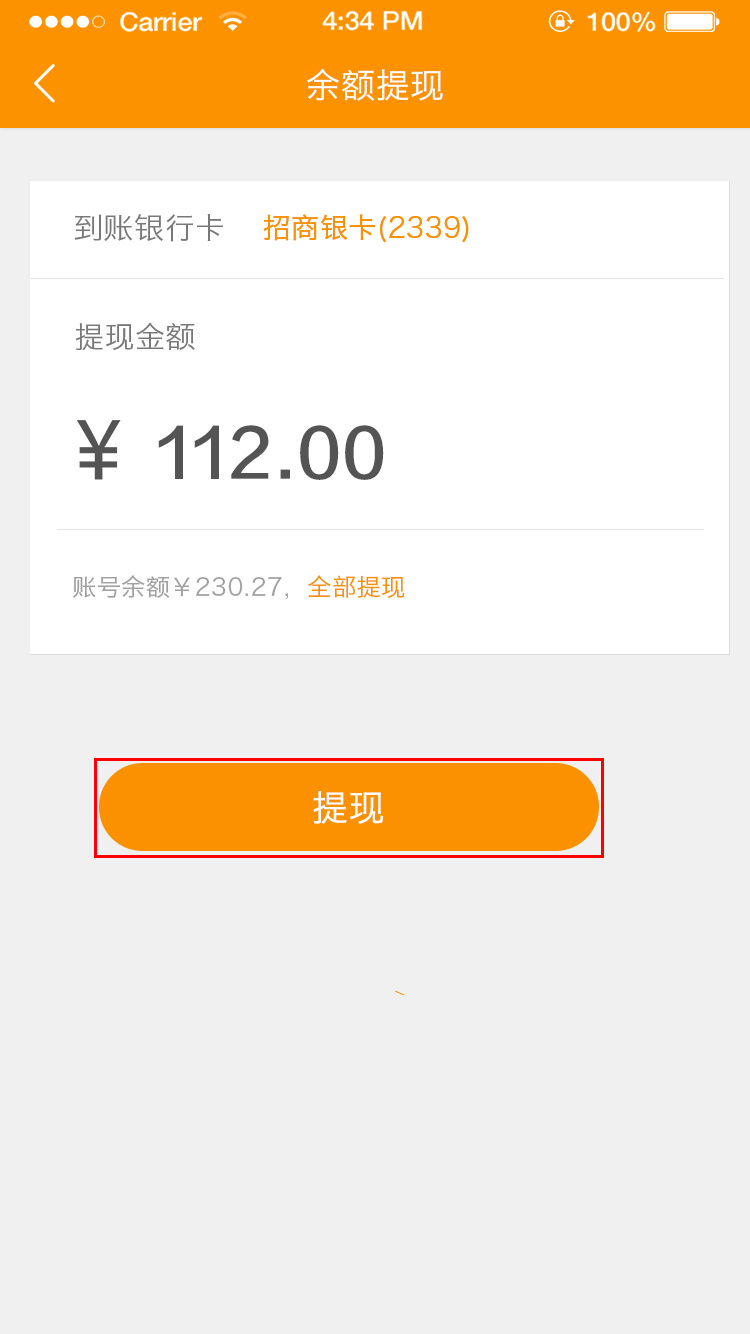 Carrier 4:34 PM 100%
余额提现
到账银行卡 招商银卡(2339)
提现金额
￥ 112.00
账号余额￥230.27, 全部提现
提现